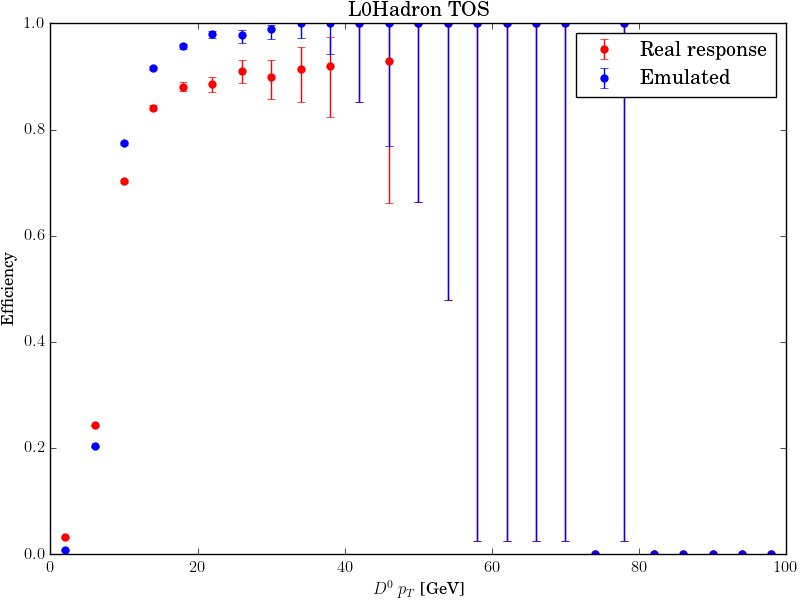 L0Hadron TOS
Real response
Emulated
Efficiency
1.0
0.8
0.6
0.4
0.2
0.0
0 20 40 60 80 100
D⁰ p_T [GeV]